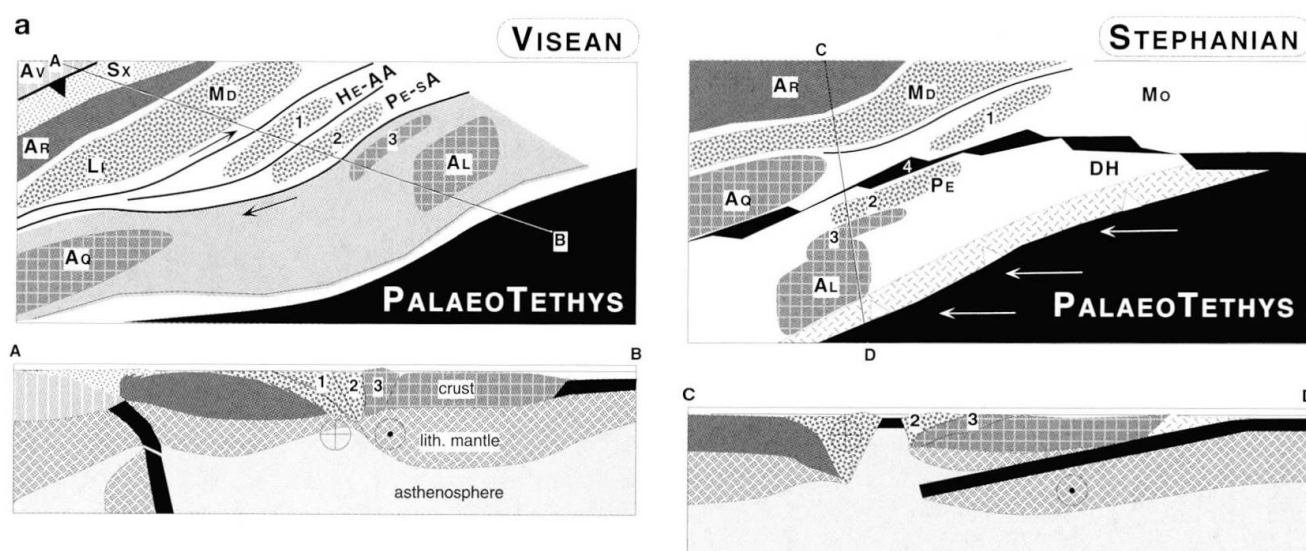 a
VISEAN
A
AV
SX
MD
HE-AA
PE-SA
1
2
3
AR
LI
AL
AQ
B
PALAEOTETHYS
A
B
1
2
3
crust
lith. mantle
asthenosphere
STEPHANIAN
C
AR
MD
MO
1
4
DH
AQ
PE
2
3
AL
PALAEOTETHYS
D
C
D
2
3